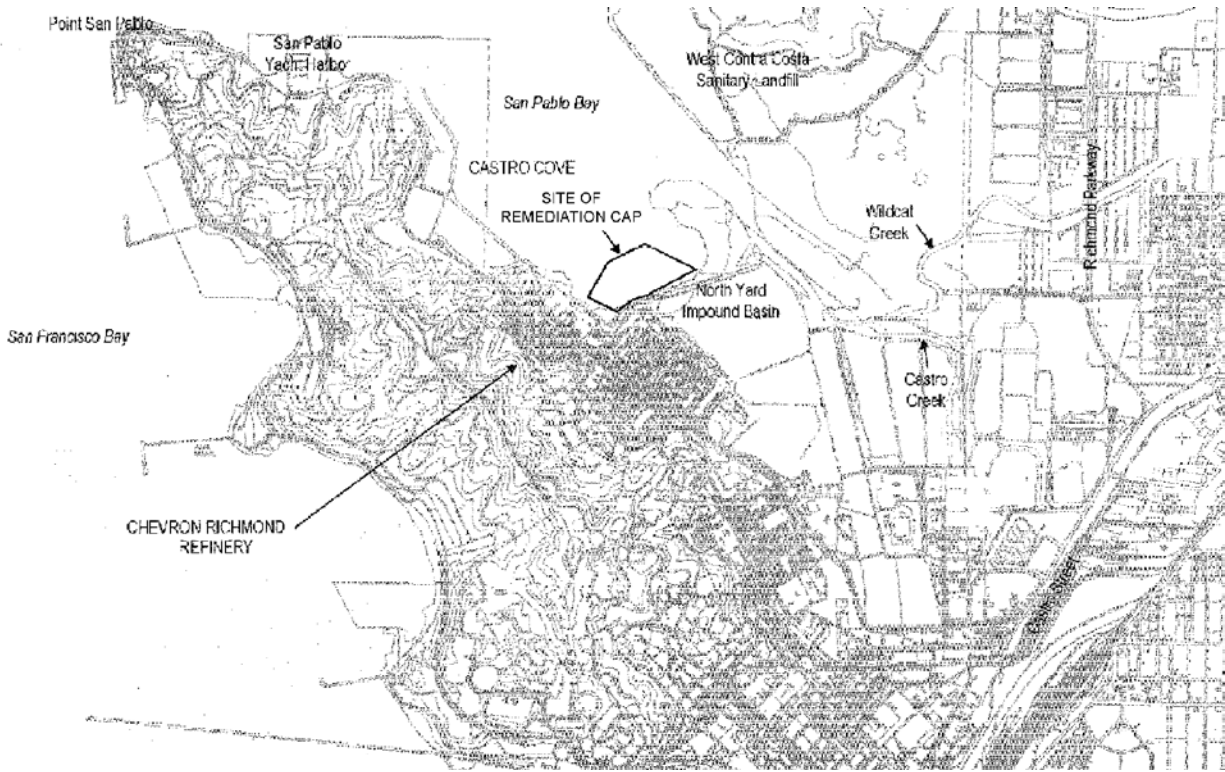 Point San Pablo
San Pablo
Yacht Harbor
San Pablo Bay
West Contra Costa
Sanitary Landfill
CASTRO COVE
SITE OF
REMEDIATION CAP
Wildcat
Creek
Richmond Parkway
North Yard
Impound Basin
San Francisco Bay
Castro
Creek
CHEVRON RICHMOND
REFINERY